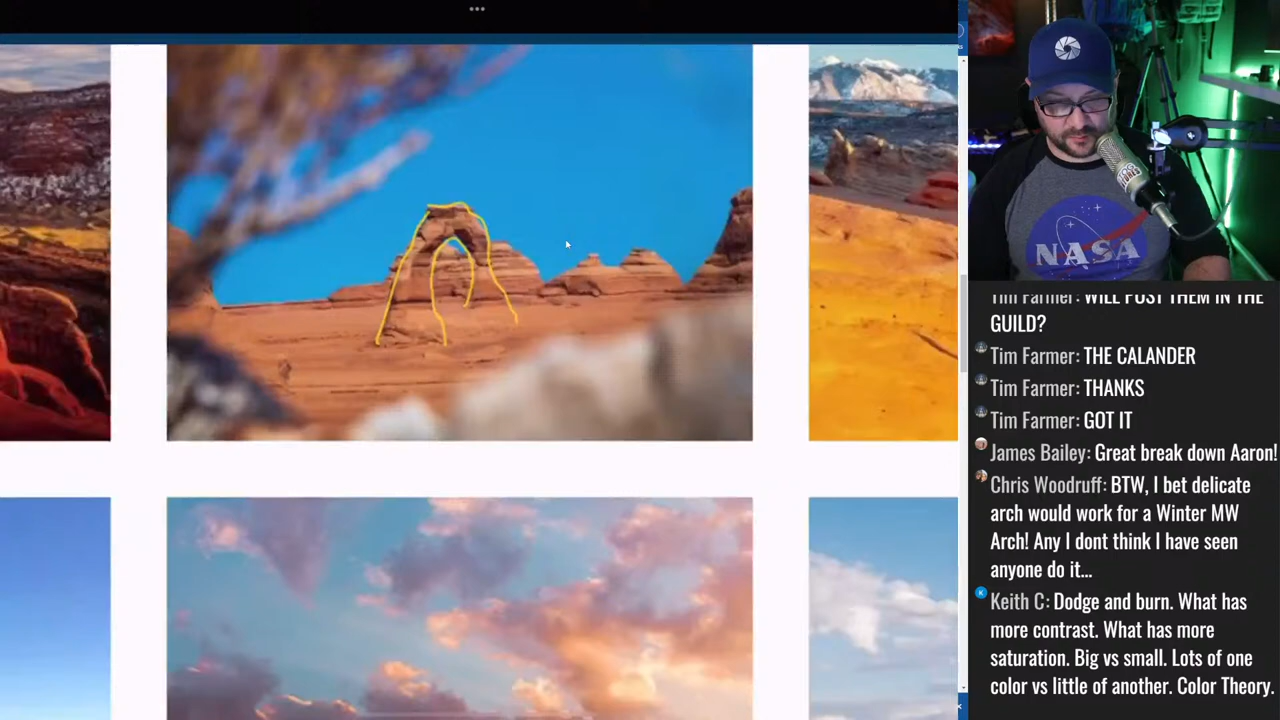 NASA
Tim Farmer: WILL POST THEM IN THE
GUILD?
Tim Farmer: THE CALANDER
Tim Farmer: THANKS
Tim Farmer: GOT IT
James Bailey: Great break down Aaron!
Chris Woodruff: BTW, I bet delicate
arch would work for a Winter MW
Arch! Any I dont think I have seen
anyone do it...
K Keith C: Dodge and burn. What has
more contrast. What has more
saturation. Big vs small. Lots of one
color vs little of another. Color Theory.